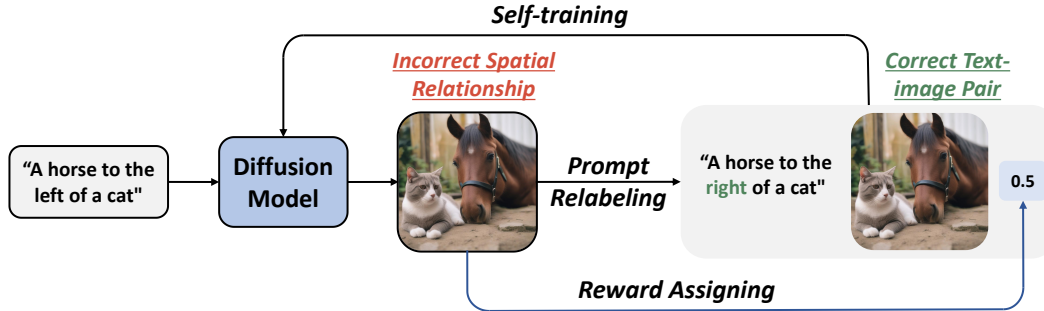 Self-training
Incorrect Spatial
Relationship
Correct Text-
image Pair
“A horse to the
left of a cat"
Diffusion
Model
Prompt
Relabeling
“A horse to the
right of a cat"
0.5
Reward Assigning